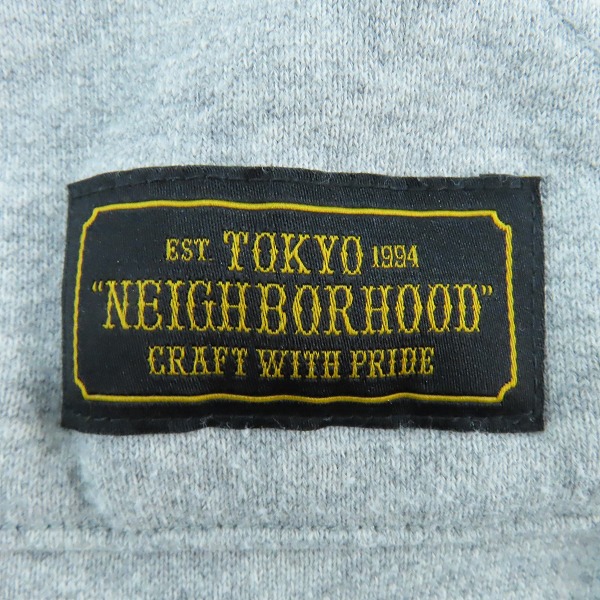 EST. TOKYO 1994
"NEIGHBORHOOD"
CRAFT WITH PRIDE